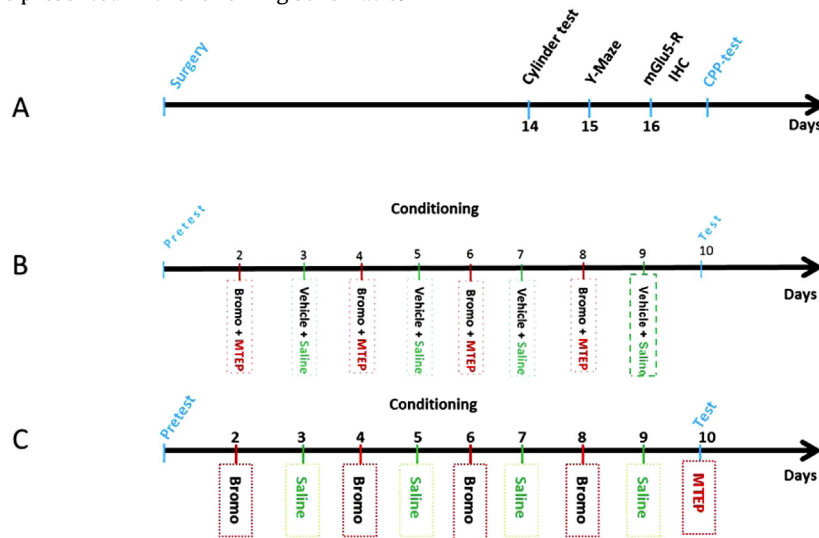 Surgery
Cylinder test
Y-Maze
mGlu5-R
IHC
CPP-test
A
14 15 16
Days
Conditioning
Pretest
Test
2 3 4 5 6 7 8 9 10
B
Days
Bromo + MTEP
Vehicle + Saline
Bromo + MTEP
Vehicle + Saline
Bromo + MTEP
Vehicle + Saline
Bromo + MTEP
Vehicle + Saline
Conditioning
Pretest
Test
2 3 4 5 6 7 8 9 10
C
Days
Bromo
Saline
Bromo
Saline
Bromo
Saline
Bromo
Saline
MTEP